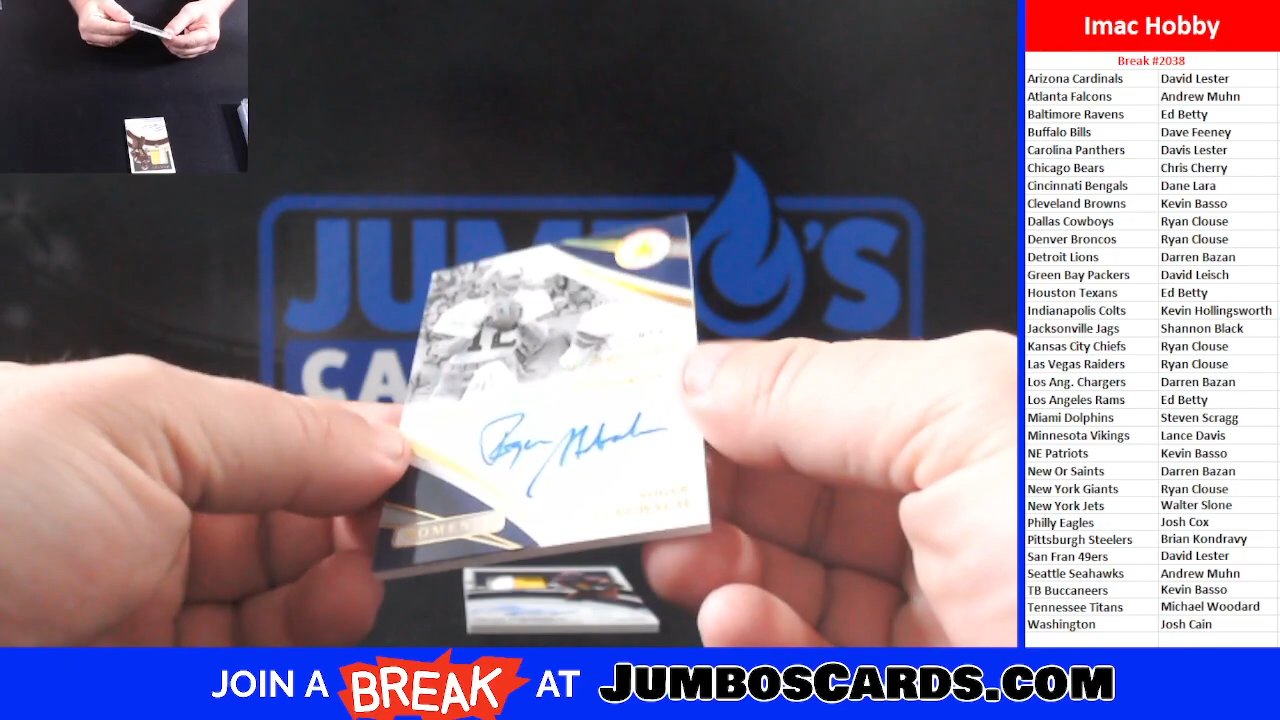 Imac Hobby
Break #2038
Arizona Cardinals David Lester
Atlanta Falcons Andrew Muhn
Baltimore Ravens Ed Betty
Buffalo Bills Dave Feeney
Carolina Panthers Davis Lester
Chicago Bears Chris Cherry
Cincinnati Bengals Dane Lara
Cleveland Browns Kevin Basso
Dallas Cowboys Ryan Clouse
Denver Broncos Ryan Clouse
Detroit Lions Darren Bazan
Green Bay Packers David Leisch
Houston Texans Ed Betty
Indianapolis Colts Kevin Hollingsworth
Jacksonville Jags Shannon Black
Kansas City Chiefs Ryan Clouse
Las Vegas Raiders Ryan Clouse
Los Ang. Chargers Darren Bazan
Los Angeles Rams Ed Betty
Miami Dolphins Steven Scragg
Minnesota Vikings Lance Davis
NE Patriots Kevin Basso
New Or Saints Darren Bazan
New York Giants Ryan Clouse
New York Jets Walter Slone
Philly Eagles Josh Cox
Pittsburgh Steelers Brian Kondravy
San Fran 49ers David Lester
Seattle Seahawks Andrew Muhn
TB Buccaneers Kevin Basso
Tennessee Titans Michael Woodard
Washington Josh Cain
JU 'S
CA
12
Roger
ROGER
JOIN A BREAK AT JUMBOSCARDS.COM